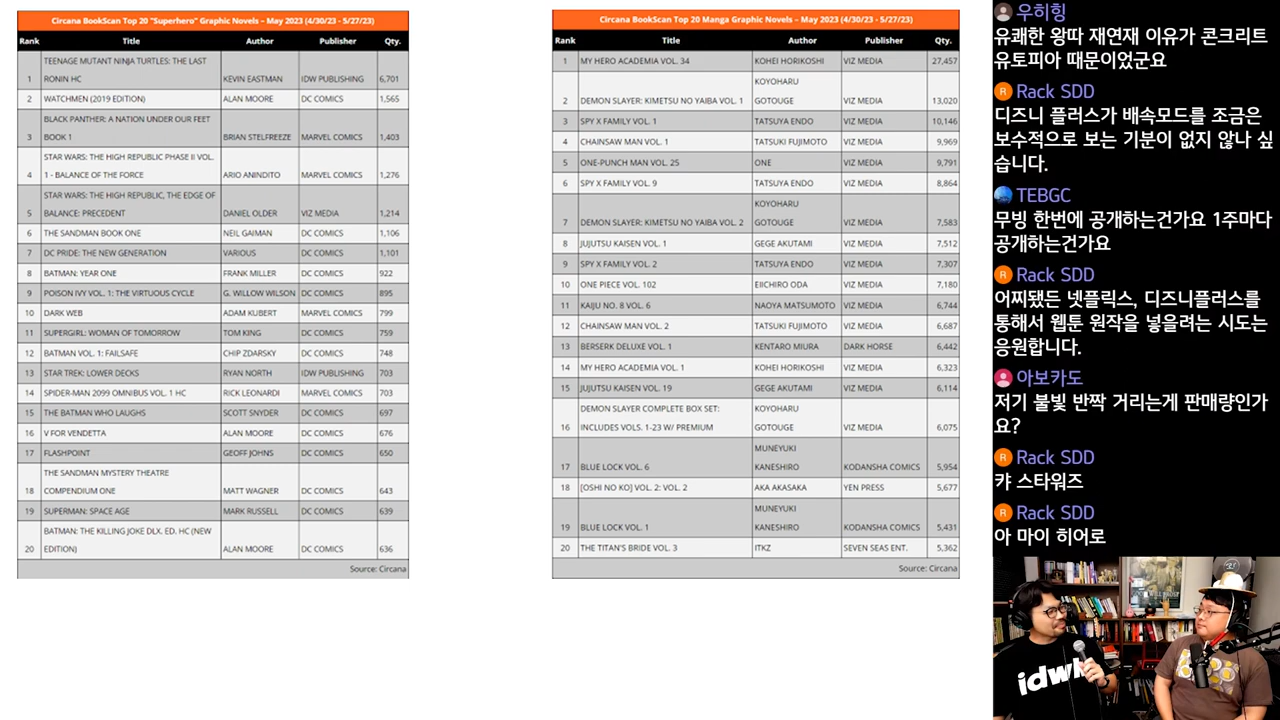 Circana BookScan Top 20 "Superhero" Graphic Novels – May 2023 (4/30/23 - 5/27/23)
Rank Title Author Publisher Qty.
TEENAGE MUTANT NINJA TURTLES: THE LAST
1 RONIN HC KEVIN EASTMAN IDW PUBLISHING 6,701
2 WATCHMEN (2019 EDITION) ALAN MOORE DC COMICS 1,565
BLACK PANTHER: A NATION UNDER OUR FEET
3 BOOK 1 BRIAN STELFREEZE MARVEL COMICS 1,403
STAR WARS: THE HIGH REPUBLIC PHASE II VOL.
4 1 - BALANCE OF THE FORCE ARIO ANINDITO MARVEL COMICS 1,276
STAR WARS: THE HIGH REPUBLIC, THE EDGE OF
5 BALANCE: PRECEDENT DANIEL OLDER VIZ MEDIA 1,214
6 THE SANDMAN BOOK ONE NEIL GAIMAN DC COMICS 1,106
7 DC PRIDE: THE NEW GENERATION VARIOUS DC COMICS 1,101
8 BATMAN: YEAR ONE FRANK MILLER DC COMICS 922
9 POISON IVY VOL. 1: THE VIRTUOUS CYCLE G. WILLOW WILSON DC COMICS 895
10 DARK WEB ADAM KUBERT MARVEL COMICS 799
11 SUPERGIRL: WOMAN OF TOMORROW TOM KING DC COMICS 759
12 BATMAN VOL. 1: FAILSAFE CHIP ZDARSKY DC COMICS 748
13 STAR TREK: LOWER DECKS RYAN NORTH IDW PUBLISHING 703
14 SPIDER-MAN 2099 OMNIBUS VOL. 1 HC RICK LEONARDI MARVEL COMICS 703
15 THE BATMAN WHO LAUGHS SCOTT SNYDER DC COMICS 697
16 V FOR VENDETTA ALAN MOORE DC COMICS 676
17 FLASHPOINT GEOFF JOHNS DC COMICS 650
THE SANDMAN MYSTERY THEATRE
18 COMPENDIUM ONE MATT WAGNER DC COMICS 643
19 SUPERMAN: SPACE AGE MARK RUSSELL DC COMICS 639
BATMAN: THE KILLING JOKE DLX. ED. HC (NEW
20 EDITION) ALAN MOORE DC COMICS 636
Source: Circana
Circana BookScan Top 20 Manga Graphic Novels – May 2023 (4/30/23 - 5/27/23)
Rank Title Author Publisher Qty.
1 MY HERO ACADEMIA VOL. 34 KOHEI HORIKOSHI VIZ MEDIA 27,457
KOYOHARU
2 DEMON SLAYER: KIMETSU NO YAIBA VOL. 1 GOTOUGE VIZ MEDIA 13,020
3 SPY X FAMILY VOL. 1 TATSUYA ENDO VIZ MEDIA 10,146
4 CHAINSAW MAN VOL. 1 TATSUKI FUJIMOTO VIZ MEDIA 9,969
5 ONE-PUNCH MAN VOL. 25 ONE VIZ MEDIA 9,791
6 SPY X FAMILY VOL. 9 TATSUYA ENDO VIZ MEDIA 8,864
KOYOHARU
7 DEMON SLAYER: KIMETSU NO YAIBA VOL. 2 GOTOUGE VIZ MEDIA 7,583
8 JUJUTSU KAISEN VOL. 1 GEGE AKUTAMI VIZ MEDIA 7,512
9 SPY X FAMILY VOL. 2 TATSUYA ENDO VIZ MEDIA 7,307
10 ONE PIECE VOL. 102 EIICHIRO ODA VIZ MEDIA 7,180
11 KAIJU NO. 8 VOL. 6 NAOYA MATSUMOTO VIZ MEDIA 6,744
12 CHAINSAW MAN VOL. 2 TATSUKI FUJIMOTO VIZ MEDIA 6,687
13 BERSERK DELUXE VOL. 1 KENTARO MIURA DARK HORSE 6,442
14 MY HERO ACADEMIA VOL. 1 KOHEI HORIKOSHI VIZ MEDIA 6,323
15 JUJUTSU KAISEN VOL. 19 GEGE AKUTAMI VIZ MEDIA 6,114
DEMON SLAYER COMPLETE BOX SET: KOYOHARU
16 INCLUDES VOLS. 1-23 W/ PREMIUM GOTOUGE VIZ MEDIA 6,075
MUNEYUKI
17 BLUE LOCK VOL. 6 KANESHIRO KODANSHA COMICS 5,954
18 [OSHI NO KO] VOL. 2: VOL. 2 AKA AKASAKA YEN PRESS 5,677
MUNEYUKI
19 BLUE LOCK VOL. 1 KANESHIRO KODANSHA COMICS 5,431
20 THE TITAN'S BRIDE VOL. 3 ITKZ SEVEN SEAS ENT. 5,362
Source: Circana
우히힝
유쾌한 왕따 재연재 이유가 콘크리트
유토피아 때문이었군요
R Rack SDD
디즈니 플러스가 배속모드를 조금은
보수적으로 보는 기분이 없지 않나 싶
습니다.
TEBGC
무빙 한번에 공개하는건가요 1주마다
공개하는건가요
R Rack SDD
어찌됐든 넷플릭스, 디즈니플러스를
통해서 웹툰 원작을 넣을려는 시도는
응원합니다.
아보카도
저기 불빛 반짝 거리는게 판매량인가
요?
R Rack SDD
캬 스타워즈
R Rack SDD
아 마이 히어로
idwk